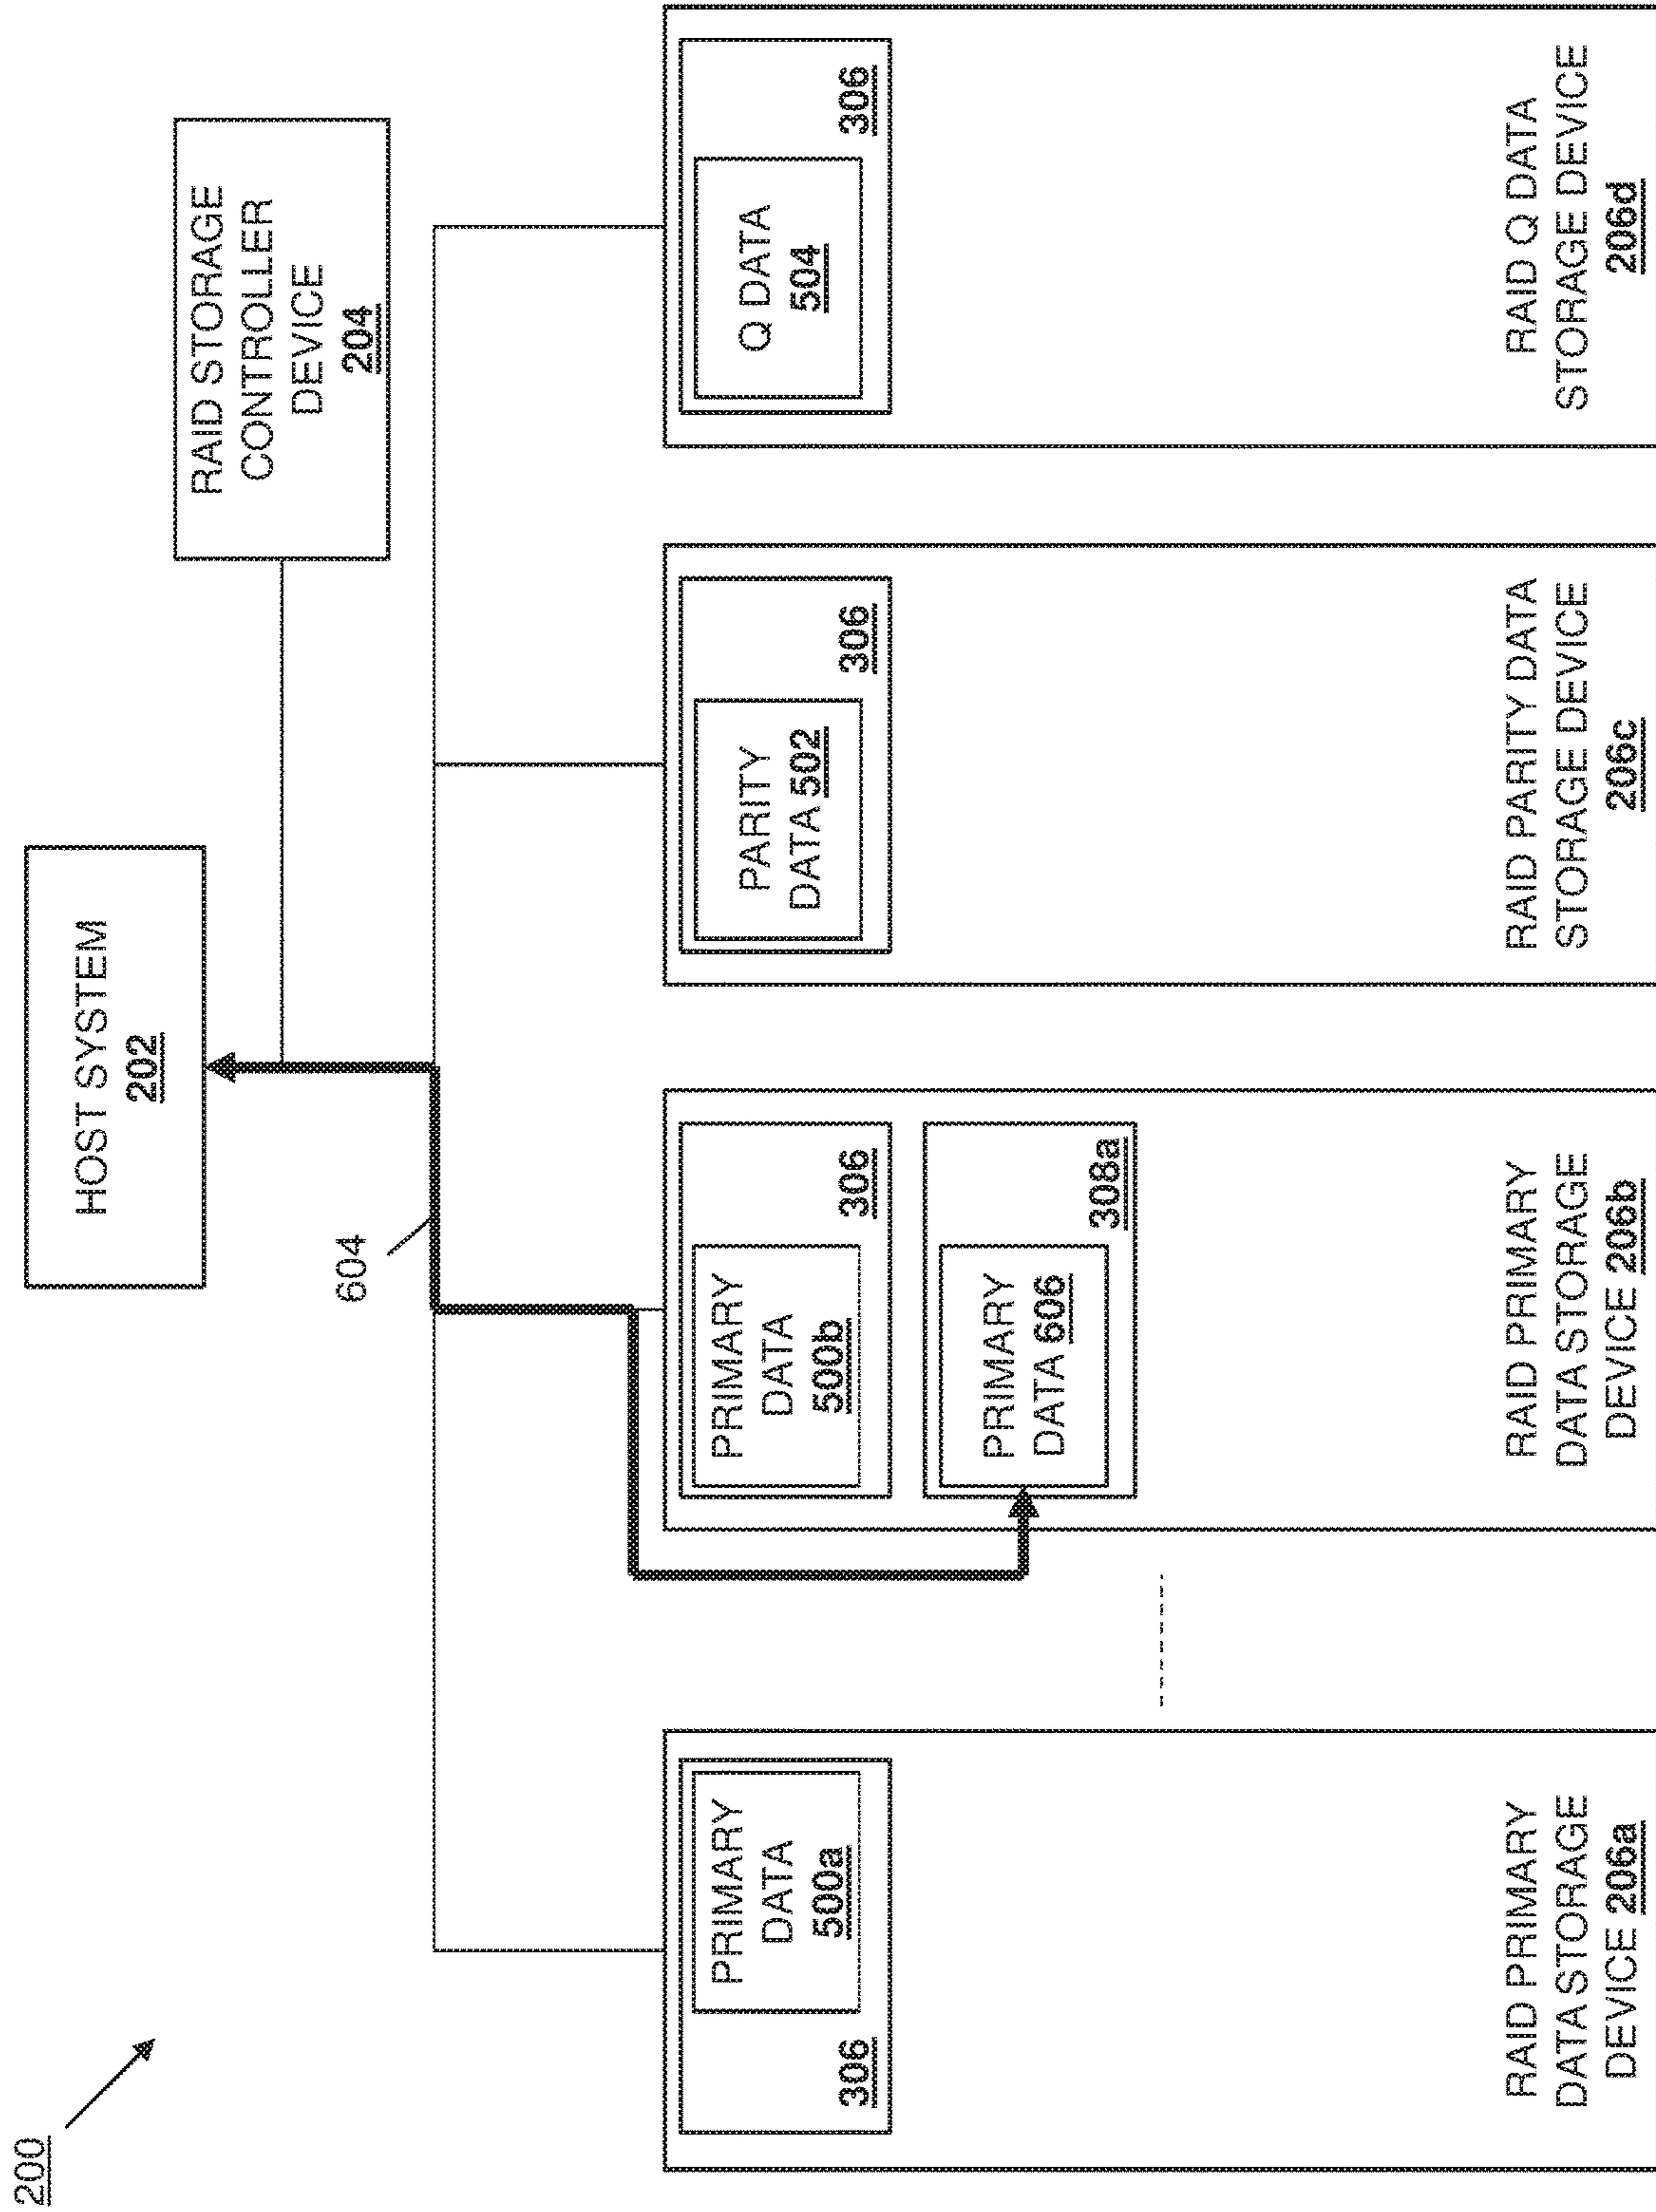 200
HOST SYSTEM
202
RAID STORAGE
CONTROLLER
DEVICE
204
604
306
PRIMARY
DATA
500a
RAID PRIMARY
DATA STORAGE
DEVICE 206a
PRIMARY
DATA
500b
306
PRIMARY
DATA 606
308a
RAID PRIMARY
DATA STORAGE
DEVICE 206b
PARITY
DATA 502
306
RAID PARITY DATA
STORAGE DEVICE
206c
Q DATA
504
306
RAID Q DATA
STORAGE DEVICE
206d